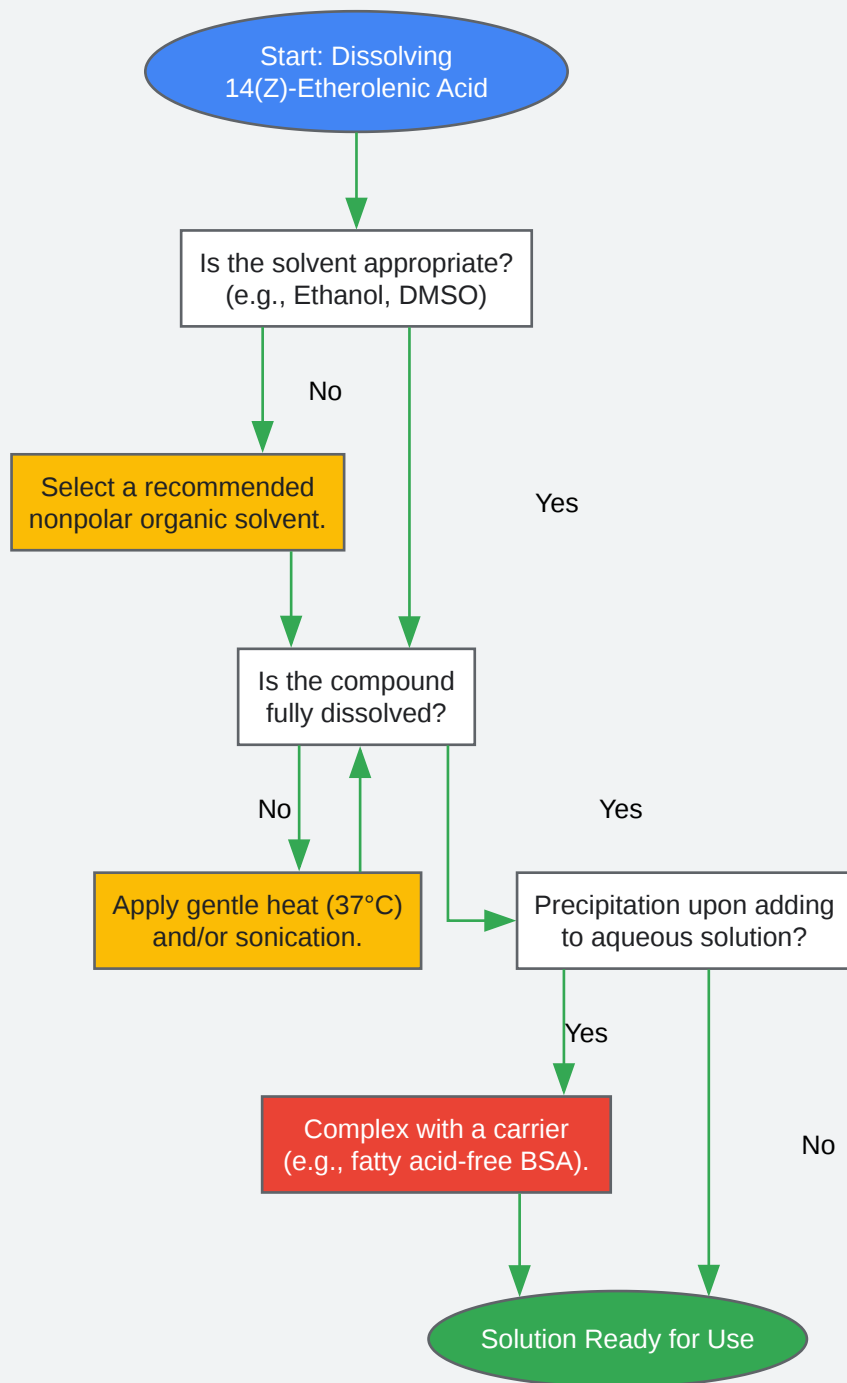 Start: Dissolving
14(Z)-Etherolenic Acid
Is the solvent appropriate?
(e.g., Ethanol, DMSO)
No
Select a recommended
nonpolar organic solvent.
Yes
Is the compound
fully dissolved?
No
Yes
Apply gentle heat (37°C)
and/or sonication.
Precipitation upon adding
to aqueous solution?
Yes
Complex with a carrier
(e.g., fatty acid-free BSA).
No
Solution Ready for Use